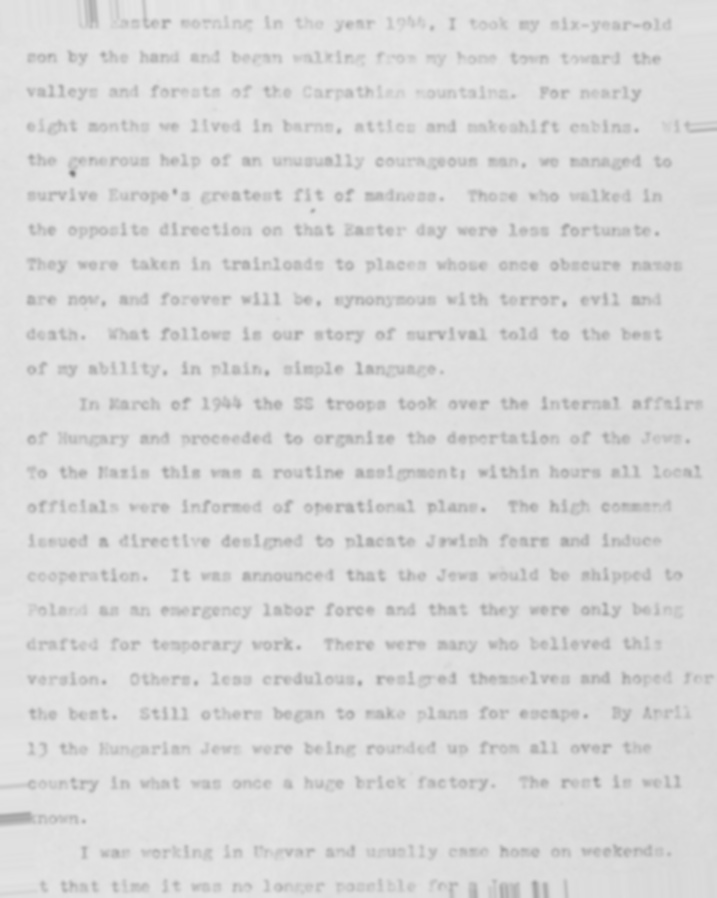 On Easter morning in the year 1944, I took my six-year-old
son by the hand and began walking from my home town toward the
valleys and forests of the Carpathian mountains. For nearly
eight months we lived in barns, attics and makeshift cabins. Wit
the generous help of an unusually courageous man, we managed to
survive Europe's greatest fit of madness. Those who walked in
the opposite direction on that Easter day were less fortunate.
They were taken in trainloads to places whose once obscure names
are now, and forever will be, synonymous with terror, evil and
death. What follows is our story of survival told to the best
of my ability, in plain, simple language.
In March of 1944 the SS troops took over the internal affairs
of Hungary and proceeded to organize the deportation of the Jews.
To the Nazis this was a routine assignment; within hours all local
officials were informed of operational plans. The high command
issued a directive designed to placate Jewish fears and induce
cooperation. It was announced that the Jews would be shipped to
Poland as an emergency labor force and that they were only being
drafted for temporary work. There were many who believed this
version. Others, less credulous, resigned themselves and hoped for
the best. Still others began to make plans for escape. By April
13 the Hungarian Jews were being rounded up from all over the
country in what was once a huge brick factory. The rest is well
known.
I was working in Ungvar and usually came home on weekends.
t that time it was no longer possible for a Jew